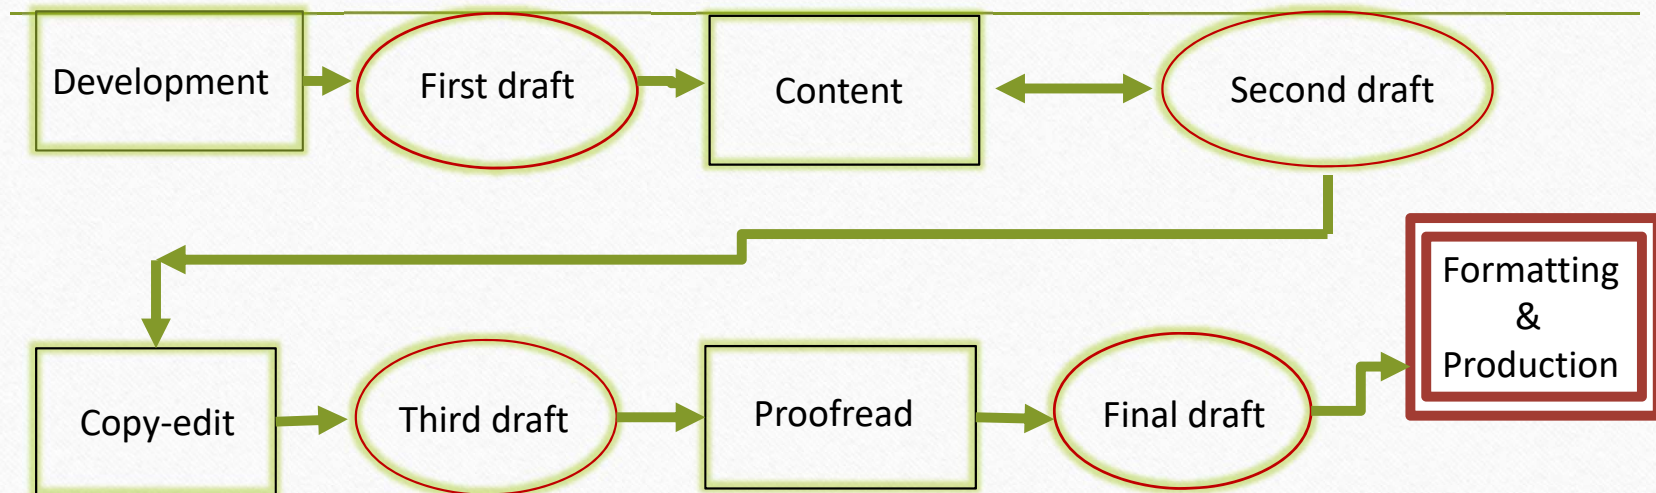 Development
First draft
Content
Second draft
Copy-edit
Third draft
Proofread
Final draft
Formatting
&
Production